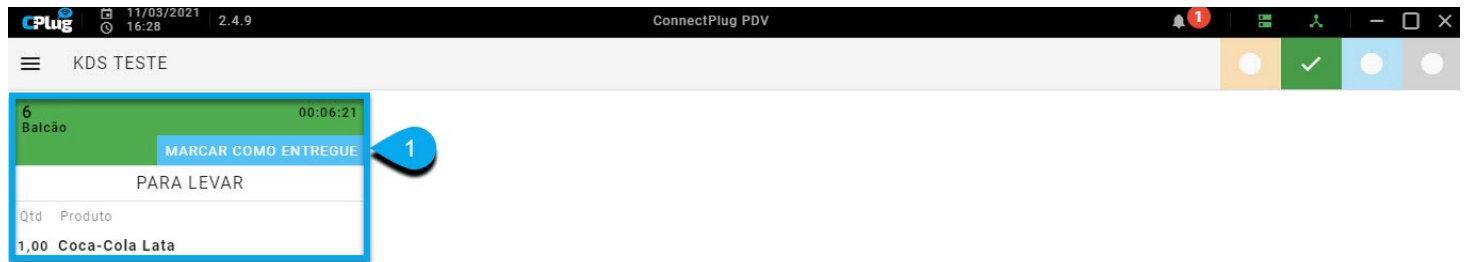 CPlug 11/03/2021 16:28 2.4.9 ConnectPlug PDV 1
KDS TESTE
6 00:06:21
Balcão
MARCAR COMO ENTREGUE 1
PARA LEVAR
Qtd Produto
1,00 Coca-Cola Lata